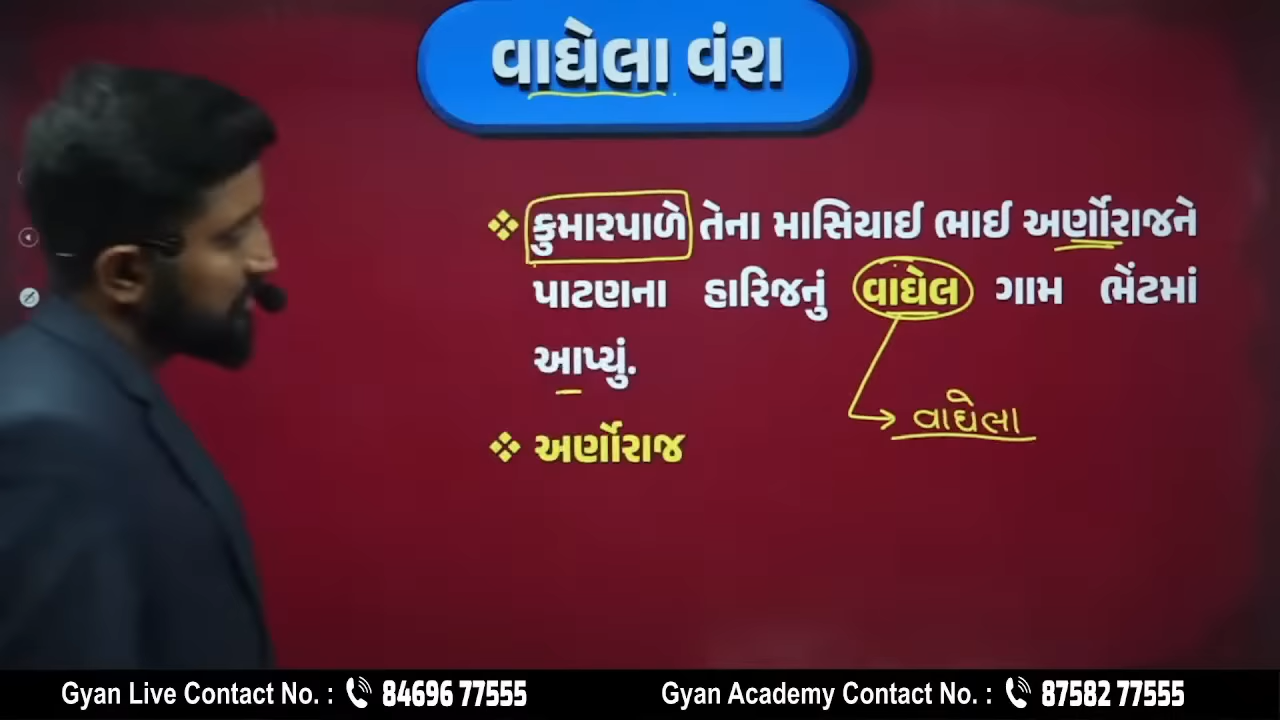 વાઘેલા વંશ
કુમારપાળે તેના માસિયાઈ ભાઈ અર્ણોરાજને
પાટણના હારિજનું વાઘેલ ગામ ભેંટમાં
આપ્યું.
વાઘેલા
અર્ણોરાજ
Gyan Live Contact No. : 84696 77555
Gyan Academy Contact No. : 87582 77555